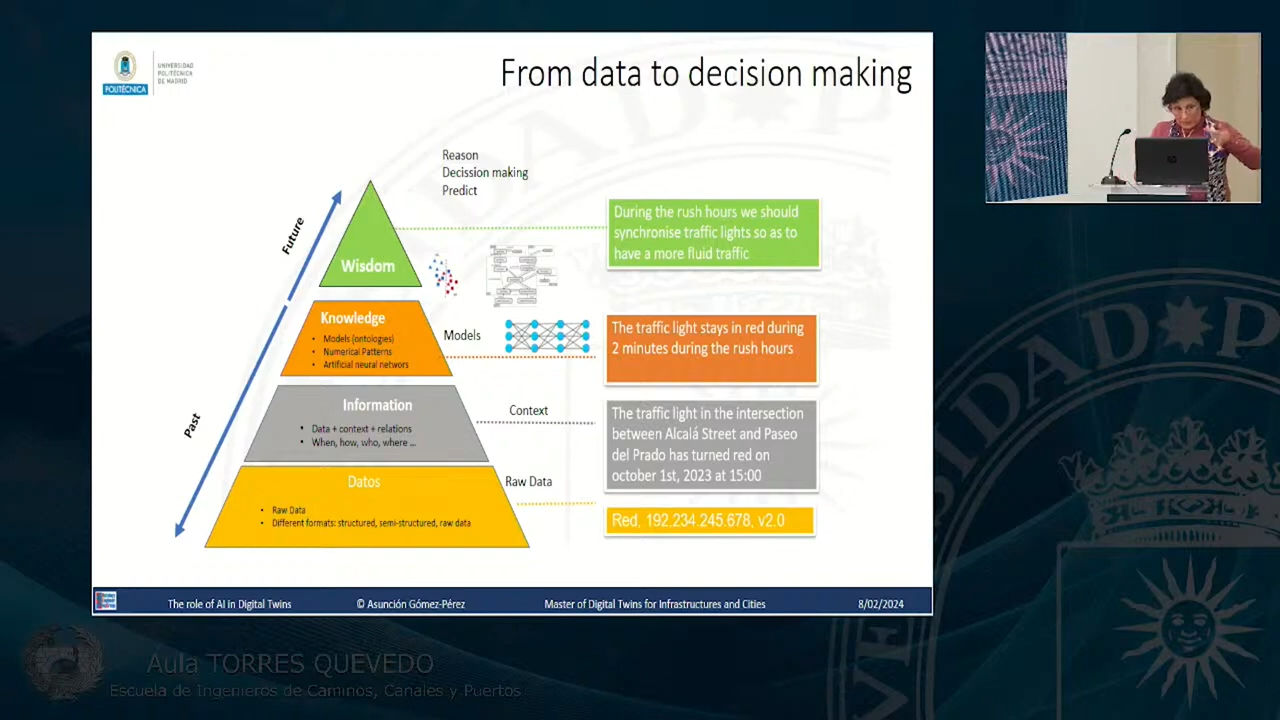 UNIVERSIDAD
POLITÉCNICA
DE MADRID
POLITÉCNICA
From data to decision making
Reason
Decission making
Predict
Future
Past
Wisdom
During the rush hours we should
synchronise traffic lights so as to
have a more fluid traffic
Knowledge
• Models (ontologies)
• Numerical Patterns
• Artificial neural networs
Models
The traffic light stays in red during
2 minutes during the rush hours
Information
• Data + context + relations
• When, how, who, where ...
Context
The traffic light in the intersection
between Alcalá Street and Paseo
del Prado has turned red on
october 1st, 2023 at 15:00
Datos
• Raw Data
• Different formats: structured, semi-structured, raw data
Raw Data
Red, 192.234.245.678, v2.0
The role of AI in Digital Twins
© Asunción Gómez-Pérez
Master of Digital Twins for Infrastructures and Cities
8/02/2024
Aula TORRES QUEVEDO
Escuela de Ingenieros de Caminos, Canales y Puertos